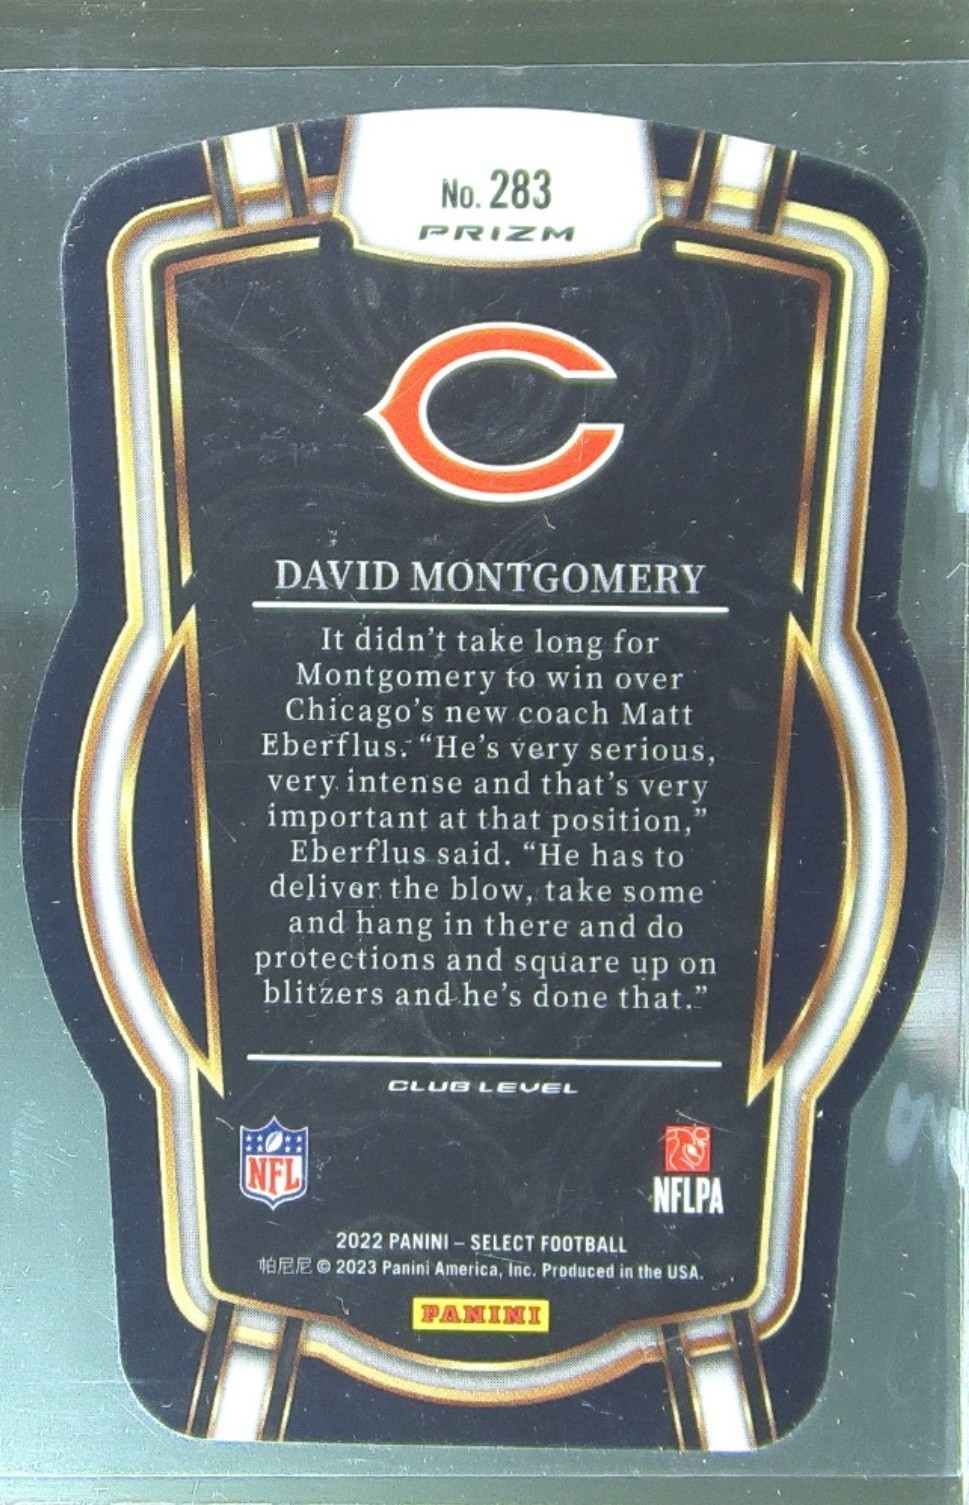 No. 283
PRIZM
DAVID MONTGOMERY
It didn't take long for
Montgomery to win over
Chicago's new coach Matt
Eberflus. “He's very serious,
very intense and that's very
important at that position,”
Eberflus said. “He has to
deliver the blow, take some
and hang in there and do
protections and square up on
blitzers and he's done that.”
CLUB LEVEL
NFL
NFLPA
2022 PANINI – SELECT FOOTBALL
帕尼尼 © 2023 Panini America, Inc. Produced in the USA.
PANINI